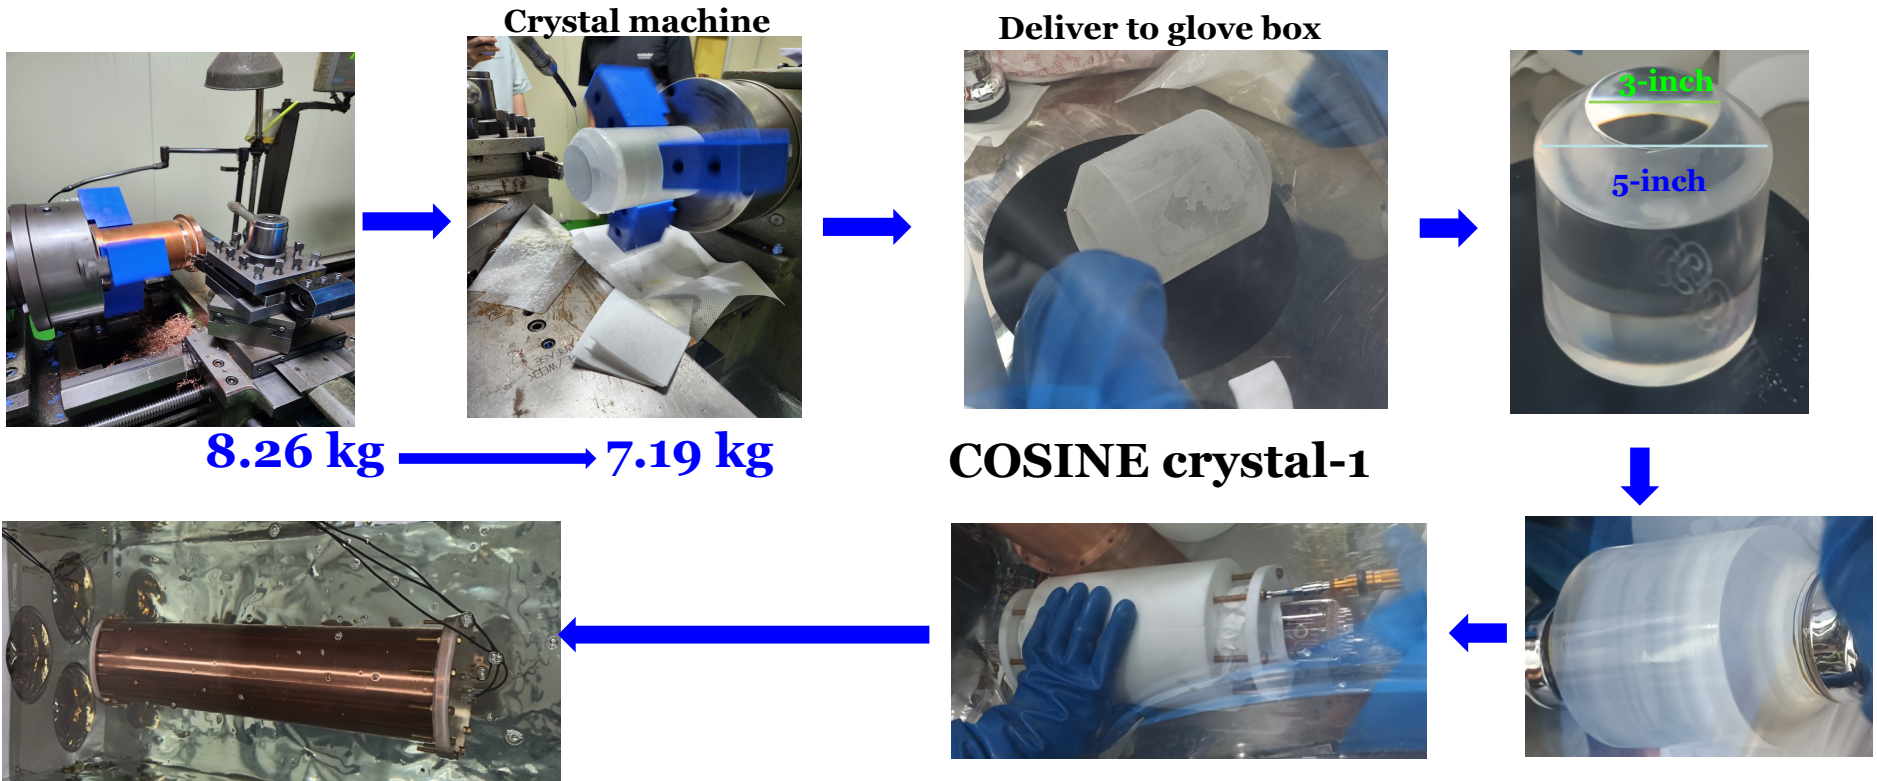 Crystal machine
Deliver to glove box
3-inch
5-inch
8.26 kg
7.19 kg
COSINE crystal-1